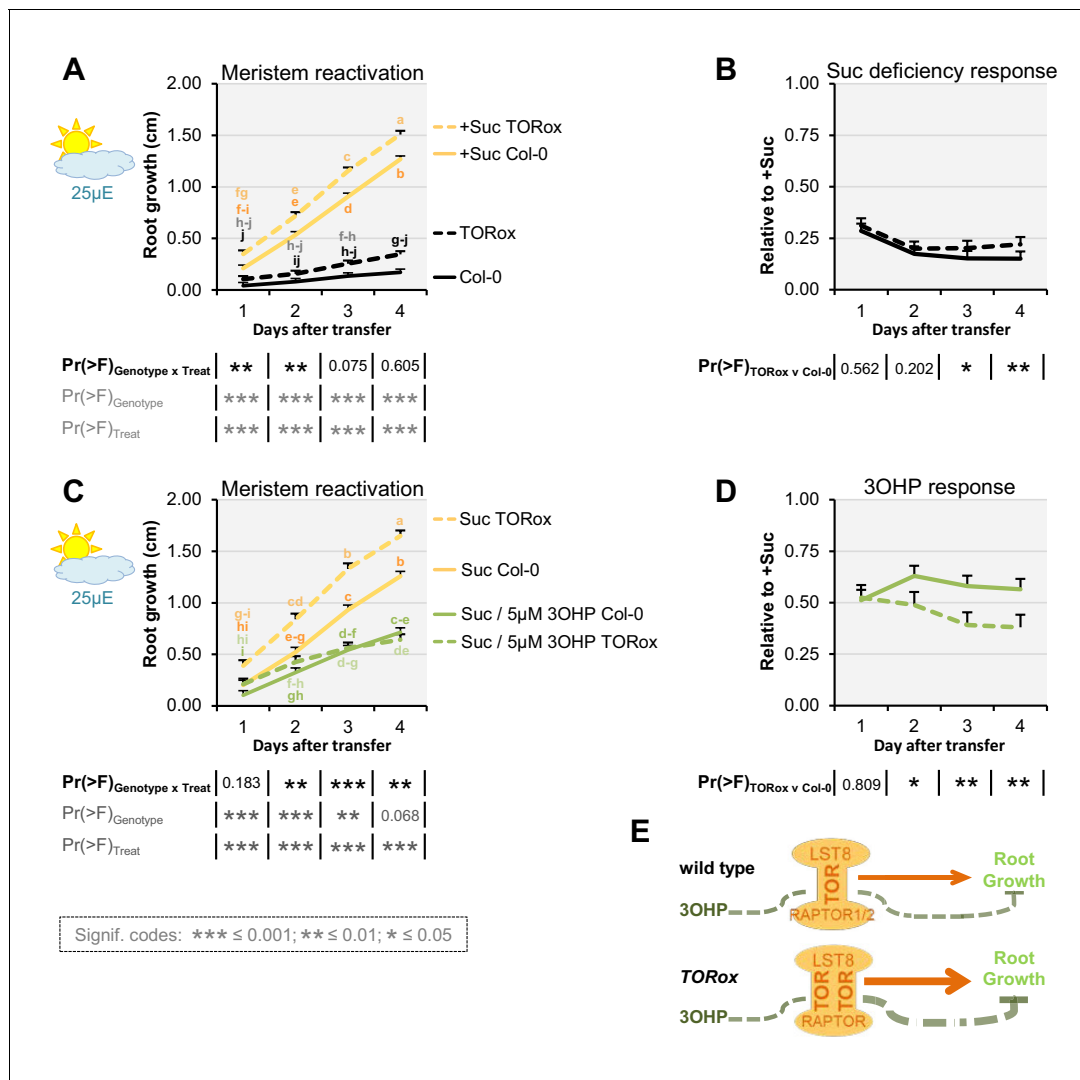 A
Meristem reactivation
2.00
1.50
1.00
0.50
0.00
Root growth (cm)
25µE
a
c
b
e
e
d
fg
f-i
h-j
j
h-j
ij
f-h
h-j
g-j
1 2 3 4
Days after transfer
+Suc TORox
+Suc Col-0
TORox
Col-0
Pr(>F)Genotype x Treat ** ** 0.075 0.605
Pr(>F)Genotype *** *** *** ***
Pr(>F)Treat *** *** *** ***
B
Suc deficiency response
1.00
0.75
0.50
0.25
0.00
Relative to +Suc
1 2 3 4
Days after transfer
Pr(>F)TORox v Col-0 0.562 0.202 * **
C
Meristem reactivation
2.00
1.50
1.00
0.50
0.00
Root growth (cm)
25µE
a
b
b
cd
c
g-i
hi
hi
i
e-g
f-h
gh
d-f
d-g
c-e
de
1 2 3 4
Days after transfer
Suc TORox
Suc Col-0
Suc / 5µM 3OHP Col-0
Suc / 5µM 3OHP TORox
Pr(>F)Genotype x Treat 0.183 ** *** **
Pr(>F)Genotype *** *** ** 0.068
Pr(>F)Treat *** *** *** ***
Signif. codes: *** ≤ 0.001; ** ≤ 0.01; * ≤ 0.05
D
3OHP response
1.00
0.75
0.50
0.25
0.00
Relative to +Suc
1 2 3 4
Days after transfer
Pr(>F)TORox v Col-0 0.809 * ** **
E
wild type
3OHP
LST8
TOR
RAPTOR1/2
Root
Growth
TORox
3OHP
LST8
TOR TOR
RAPTOR
Root
Growth